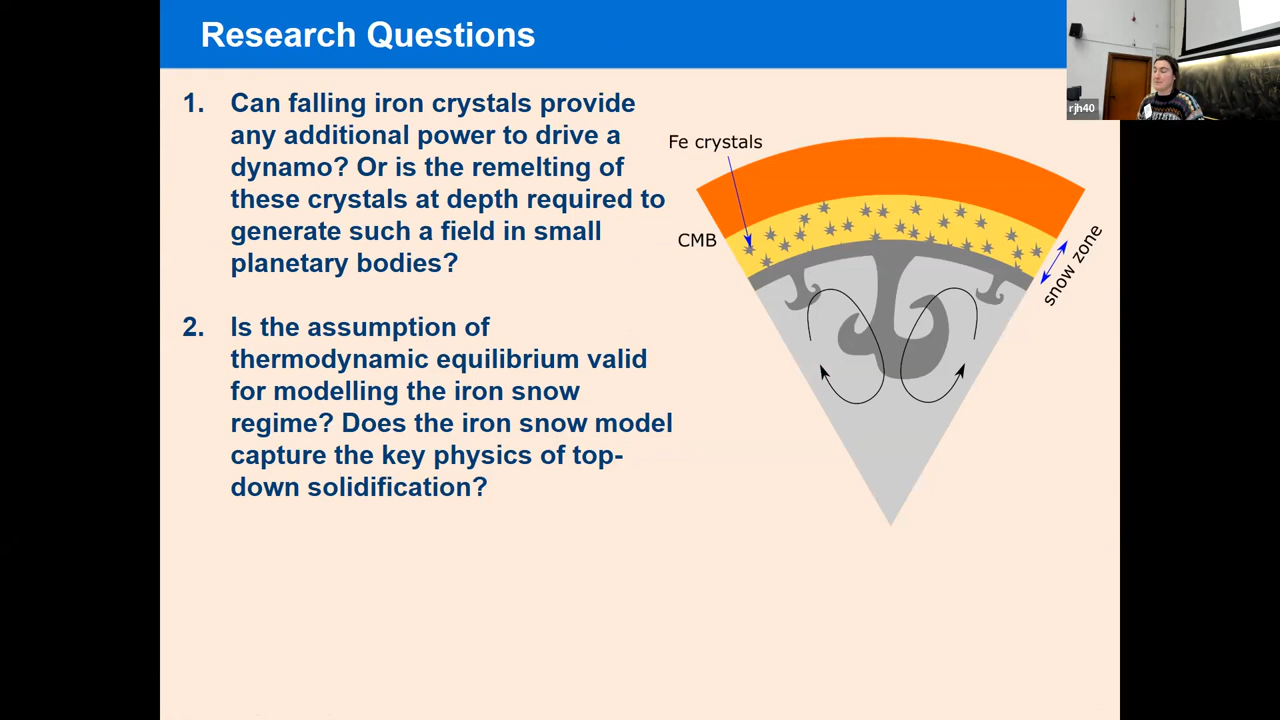 Research Questions
1. Can falling iron crystals provide
any additional power to drive a
dynamo? Or is the remelting of
these crystals at depth required to
generate such a field in small
planetary bodies?
2. Is the assumption of
thermodynamic equilibrium valid
for modelling the iron snow
regime? Does the iron snow model
capture the key physics of top-
down solidification?
Fe crystals
CMB
snow zone
rjh40